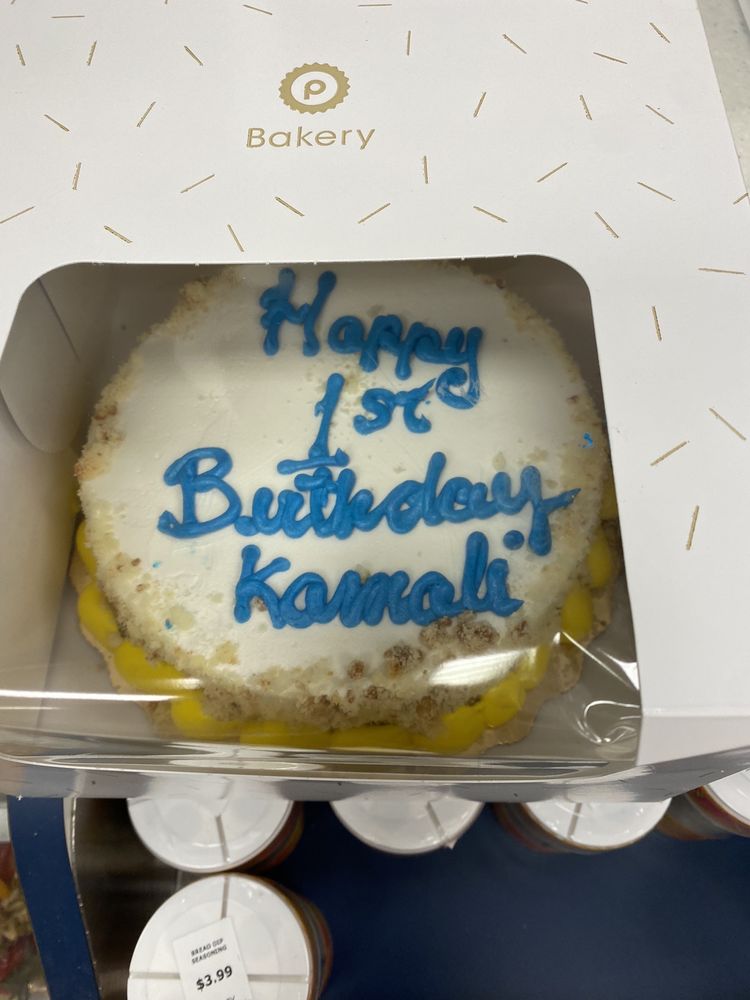 P
Bakery
Happy
1st
Birthday
Kamali
BREAD DIP
SEASONING
$3.99